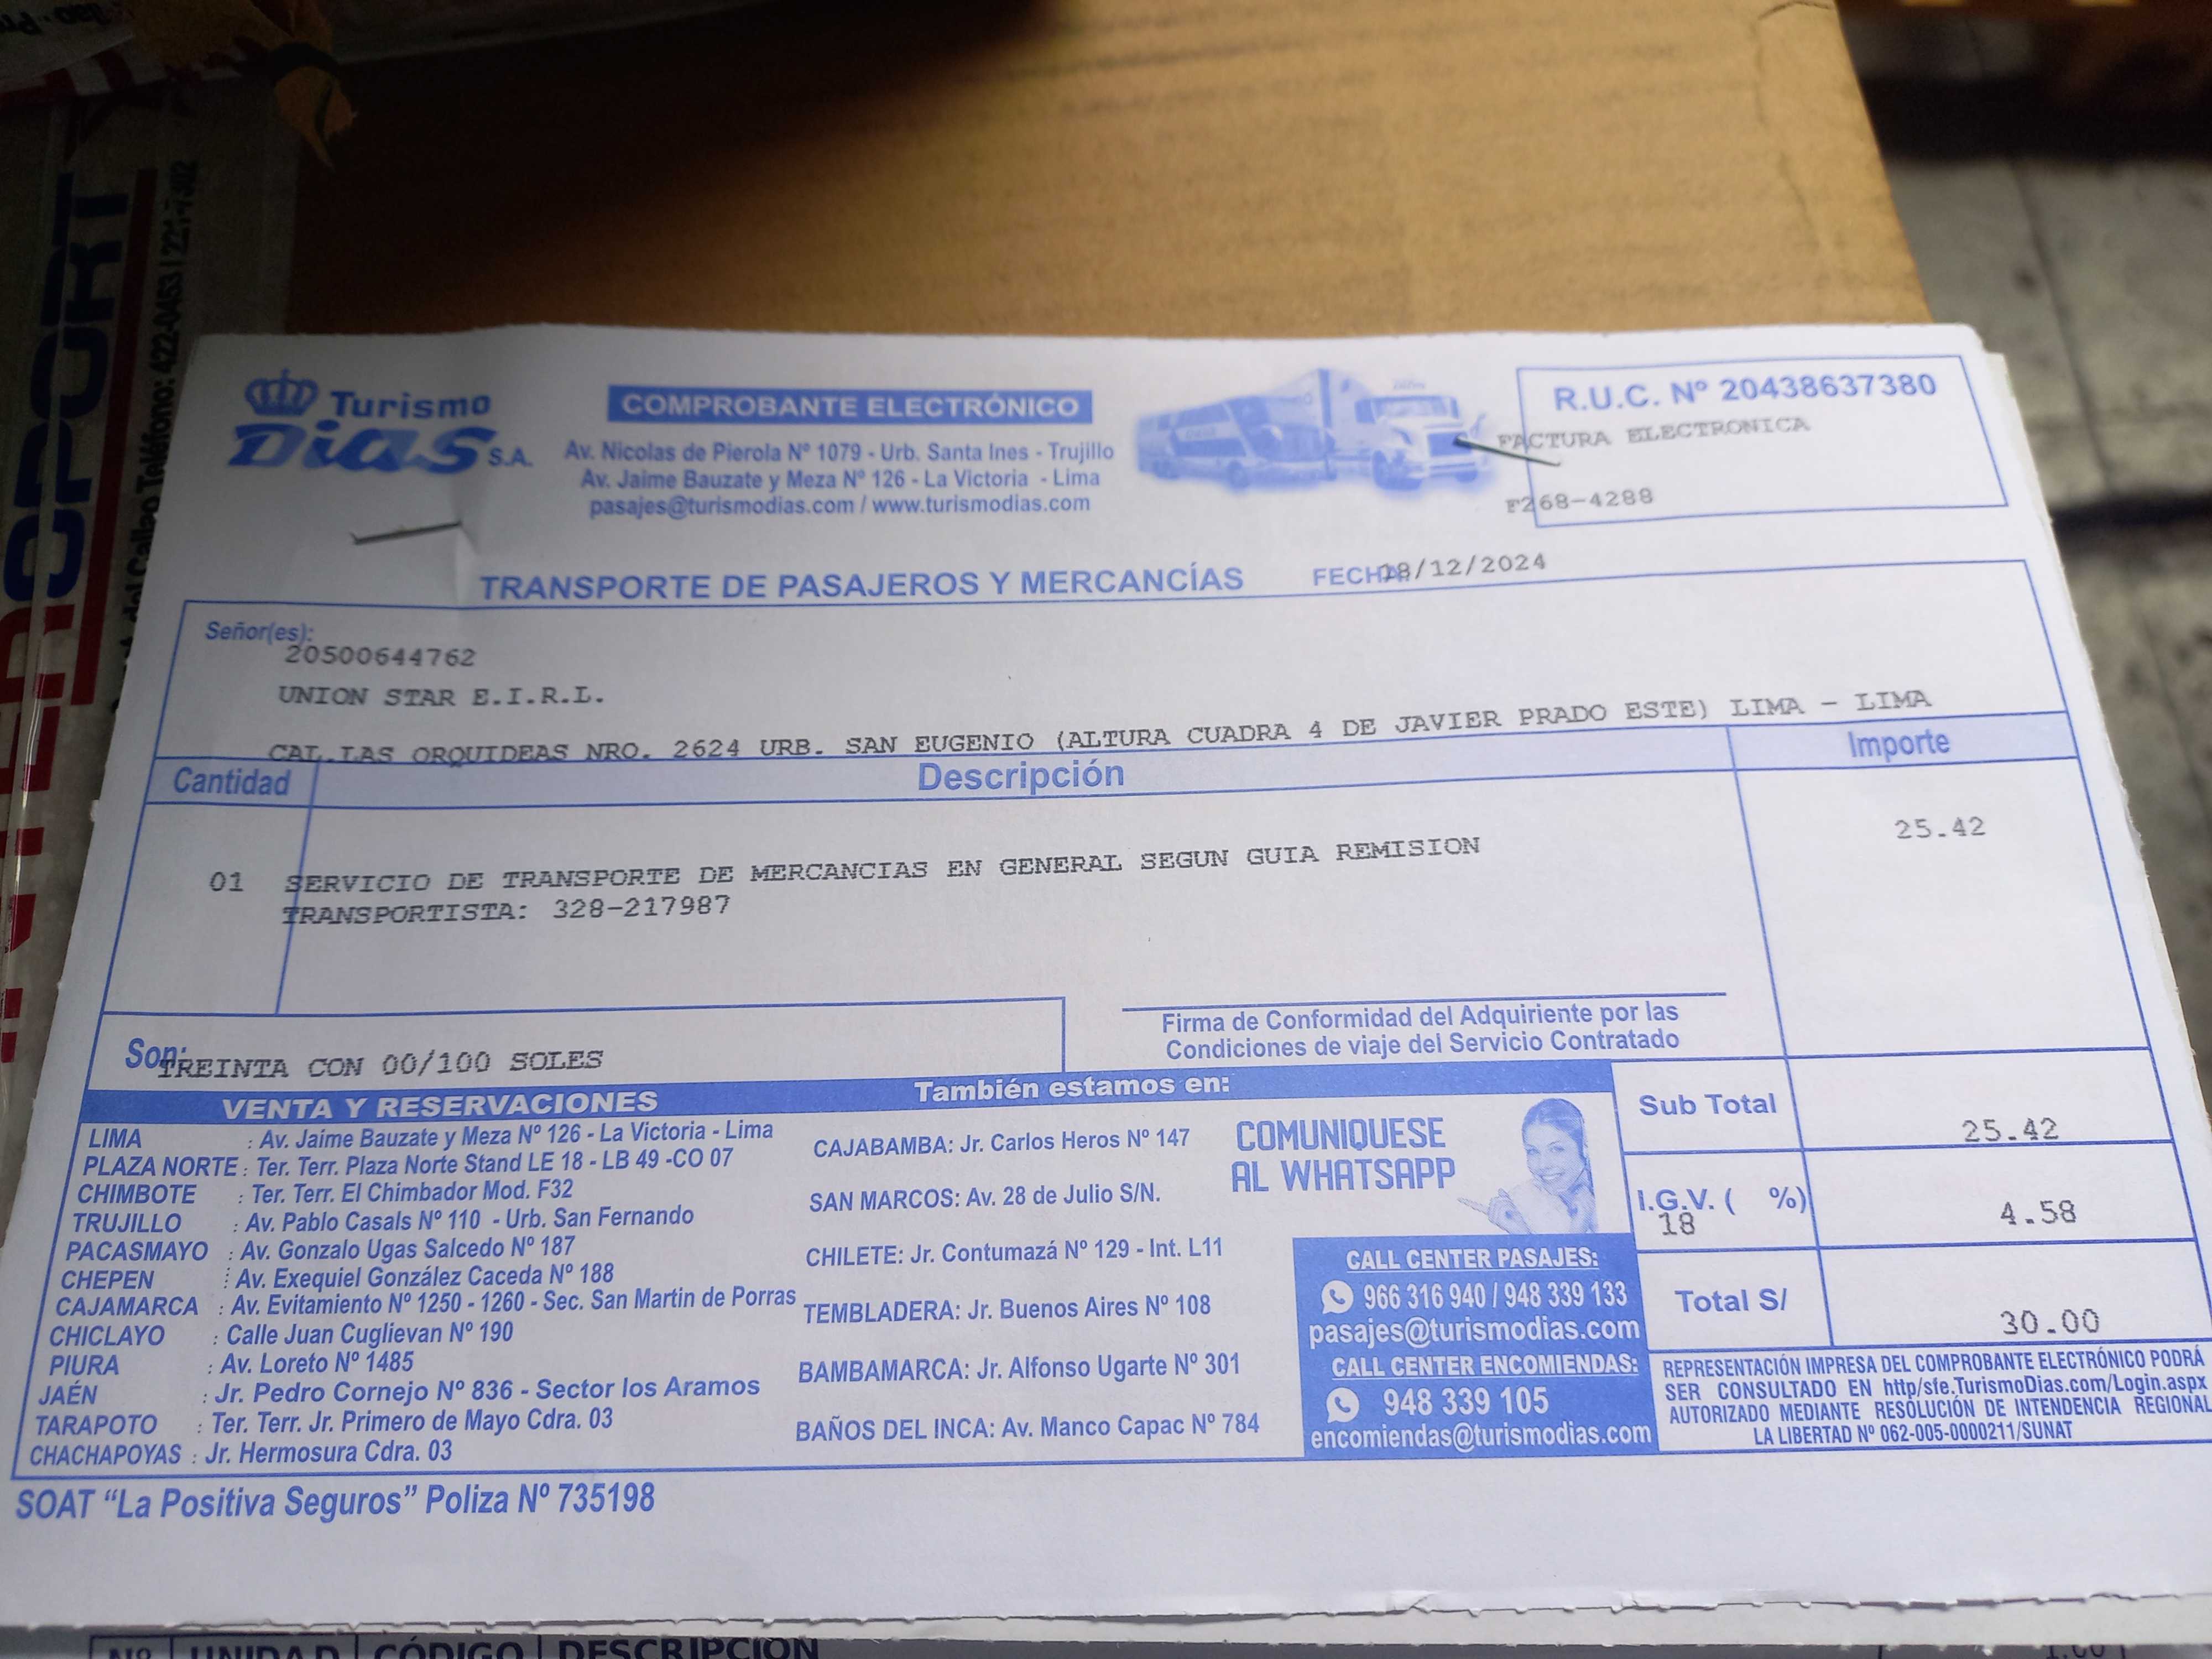 Turismo
Dias S.A.
COMPROBANTE ELECTRÓNICO
Av. Nicolas de Pierola Nº 1079 - Urb. Santa Ines - Trujillo
Av. Jaime Bauzate y Meza Nº 126 - La Victoria - Lima
pasajes@turismodias.com / www.turismodias.com
R.U.C. Nº 20438637380
FACTURA ELECTRONICA
F268-4288
TRANSPORTE DE PASAJEROS Y MERCANCÍAS
FECHA: 18/12/2024
Señor(es):
20500644762
UNION STAR E.I.R.L.
CAL.LAS ORQUIDEAS NRO. 2624 URB. SAN EUGENIO (ALTURA CUADRA 4 DE JAVIER PRADO ESTE) LIMA - LIMA
Cantidad Descripción Importe
25.42
01 SERVICIO DE TRANSPORTE DE MERCANCIAS EN GENERAL SEGUN GUIA REMISION
TRANSPORTISTA: 328-217987
Firma de Conformidad del Adquiriente por las
Condiciones de viaje del Servicio Contratado
Son: TREINTA CON 00/100 SOLES
Sub Total 25.42
I.G.V. ( %) 4.58
18
Total S/ 30.00
VENTA Y RESERVACIONES
LIMA : Av. Jaime Bauzate y Meza Nº 126 - La Victoria - Lima
PLAZA NORTE : Ter. Terr. Plaza Norte Stand LE 18 - LB 49 -CO 07
CHIMBOTE : Ter. Terr. El Chimbador Mod. F32
TRUJILLO : Av. Pablo Casals Nº 110 - Urb. San Fernando
PACASMAYO : Av. Gonzalo Ugas Salcedo Nº 187
CHEPEN : Av. Exequiel González Caceda Nº 188
CAJAMARCA : Av. Evitamiento Nº 1250 - 1260 - Sec. San Martin de Porras
CHICLAYO : Calle Juan Cuglievan Nº 190
PIURA : Av. Loreto Nº 1485
JAÉN : Jr. Pedro Cornejo Nº 836 - Sector los Aramos
TARAPOTO : Ter. Terr. Jr. Primero de Mayo Cdra. 03
CHACHAPOYAS : Jr. Hermosura Cdra. 03
También estamos en:
CAJABAMBA: Jr. Carlos Heros Nº 147
SAN MARCOS: Av. 28 de Julio S/N.
CHILETE: Jr. Contumazá Nº 129 - Int. L11
TEMBLADERA: Jr. Buenos Aires Nº 108
BAMBAMARCA: Jr. Alfonso Ugarte Nº 301
BAÑOS DEL INCA: Av. Manco Capac Nº 784
COMUNIQUESE
AL WHATSAPP
CALL CENTER PASAJES:
966 316 940 / 948 339 133
pasajes@turismodias.com
CALL CENTER ENCOMIENDAS:
948 339 105
encomiendas@turismodias.com
REPRESENTACIÓN IMPRESA DEL COMPROBANTE ELECTRÓNICO PODRÁ
SER CONSULTADO EN http/sfe.TurismoDias.com/Login.aspx
AUTORIZADO MEDIANTE RESOLUCIÓN DE INTENDENCIA REGIONAL
LA LIBERTAD Nº 062-005-0000211/SUNAT
SOAT “La Positiva Seguros” Poliza Nº 735198
Nº UNIDAD CÓDIGO DESCRIPCION
1.00